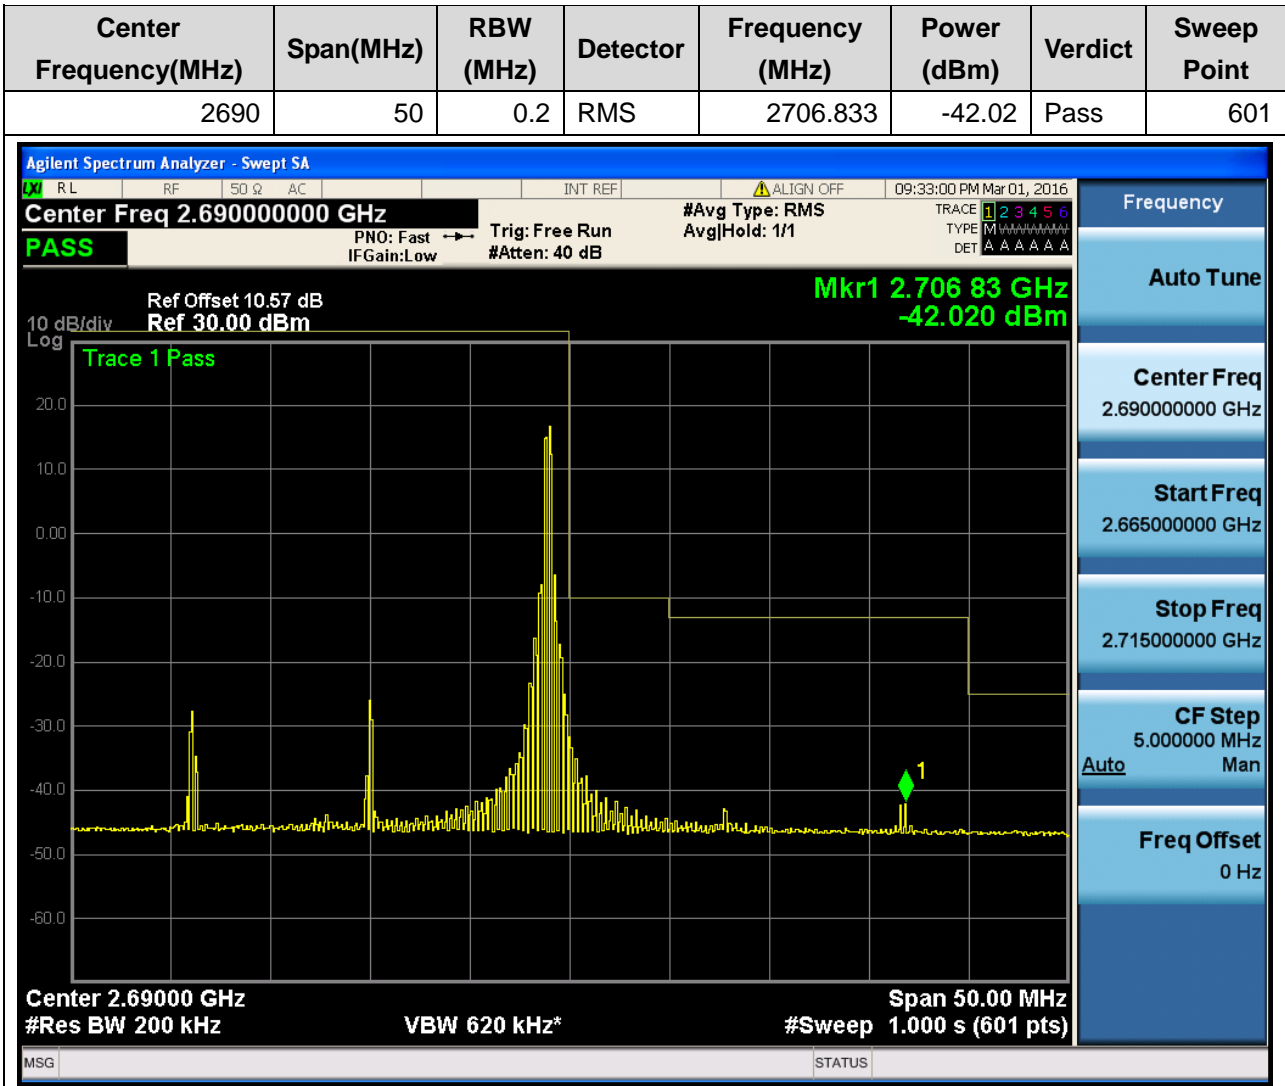 Center Frequency(MHz) Span(MHz) RBW (MHz) Detector Frequency (MHz) Power (dBm) Verdict Sweep Point
2690 50 0.2 RMS 2706.833 -42.02 Pass 601
Agilent Spectrum Analyzer - Swept SA
LXI RL RF 50 Ω AC INT REF ALIGN OFF 09:33:00 PM Mar 01, 2016
Center Freq 2.690000000 GHz
PASS
PNO: Fast
IFGain:Low
Trig: Free Run
#Atten: 40 dB
#Avg Type: RMS
Avg|Hold: 1/1
TRACE 1 2 3 4 5 6
TYPE M
DET A A A A A A
Mkr1 2.706 83 GHz
-42.020 dBm
Ref Offset 10.57 dB
10 dB/div Ref 30.00 dBm
Log
Trace 1 Pass
20.0
10.0
0.00
-10.0
-20.0
-30.0
-40.0
-50.0
-60.0
1
Center 2.69000 GHz Span 50.00 MHz
#Res BW 200 kHz VBW 620 kHz* #Sweep 1.000 s (601 pts)
MSG STATUS
Frequency
Auto Tune
Center Freq
2.690000000 GHz
Start Freq
2.665000000 GHz
Stop Freq
2.715000000 GHz
CF Step
5.000000 MHz
Auto Man
Freq Offset
0 Hz